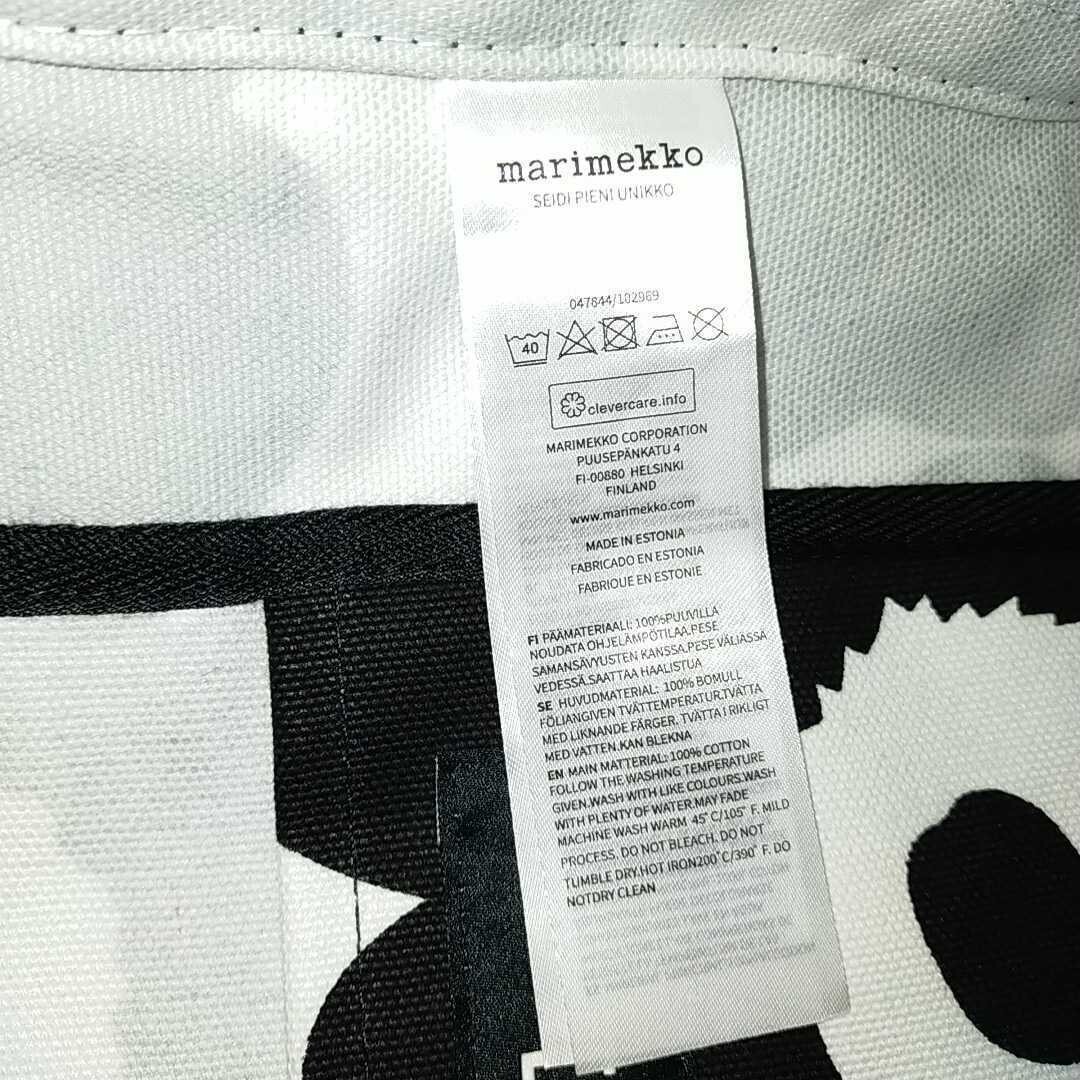 marimekko
SEIDI PIENI UNIKKO
047644/102969
40
clevercare.info
MARIMEKKO CORPORATION
PUUSEPÄNKATU 4
FI-00880 HELSINKI
FINLAND
www.marimekko.com
MADE IN ESTONIA
FABRICADO EN ESTONIA
FABRIQUE EN ESTONIE
FI PÄÄMATERIAALI: 100%PUUVILLA
NOUDATA OHJELÄMPÖTILAA.PESE
SAMANSÄVYUSTEN KANSSA.PESE VÄLJASSA
VEDESSÄ.SAATTAA HAALISTUA
SE HUVUDMATERIAL: 100% BOMULL
FÖLIANGIVEN TVÄTTEMPERATUR.TVÄTTA
MED LIKNANDE FÄRGER. TVÄTTA I RIKLIGT
MED VATTEN.KAN BLEKNA
EN MAIN MATTERIAL: 100% COTTON
FOLLOW THE WASHING TEMPERATURE
GIVEN.WASH WITH LIKE COLOURS.WASH
WITH PLENTY OF WATER.MAY FADE
MACHINE WASH WARM 45°C/105° F. MILD
PROCESS. DO NOT BLEACH. DO NOT
TUMBLE DRY.HOT IRON200°C/390° F. DO
NOTDRY CLEAN